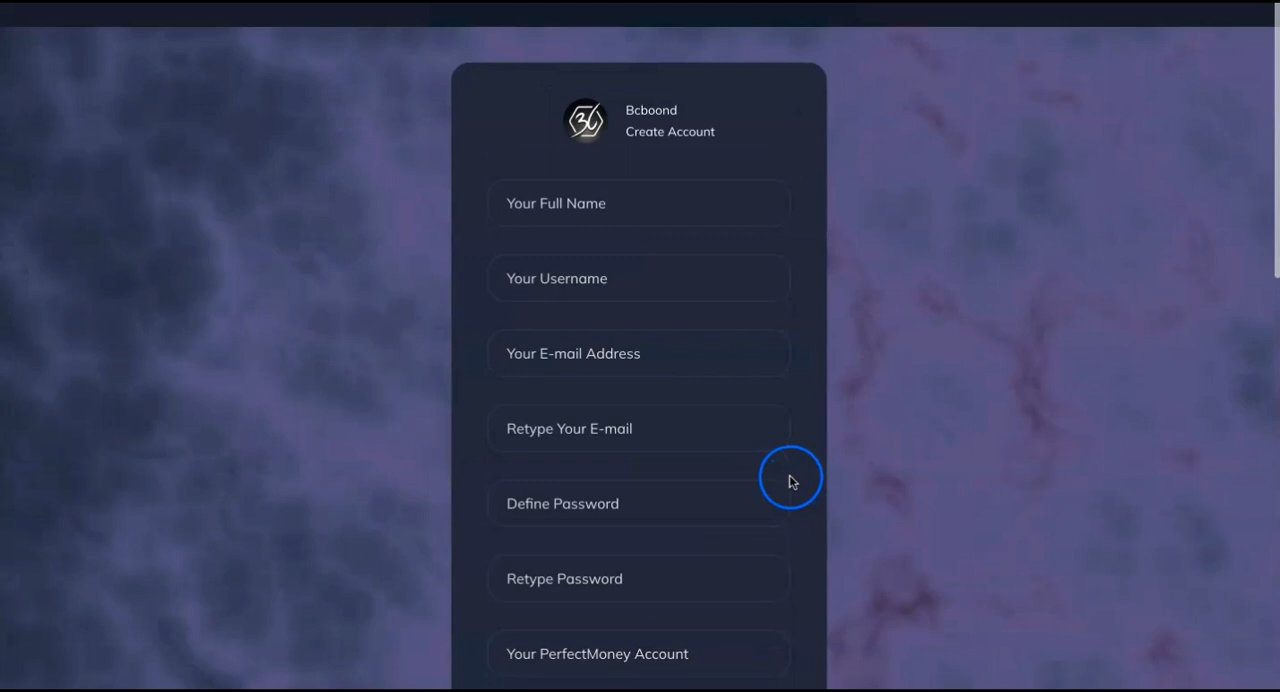 Bcboond
Create Account
Your Full Name
Your Username
Your E-mail Address
Retype Your E-mail
Define Password
Retype Password
Your PerfectMoney Account